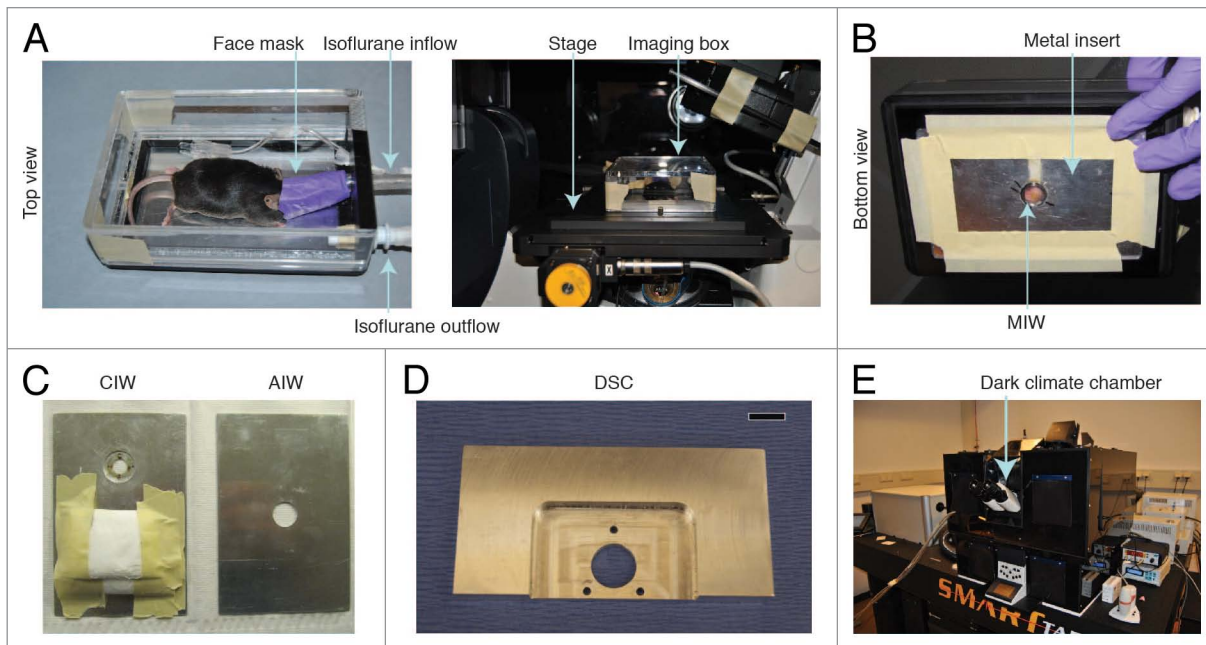 A
Face mask
Isoflurane inflow
Stage
Imaging box
Top view
Isoflurane outflow
X
B
Metal insert
Bottom view
MIW
C
CIW
AIW
D
DSC
E
Dark climate chamber
SMART